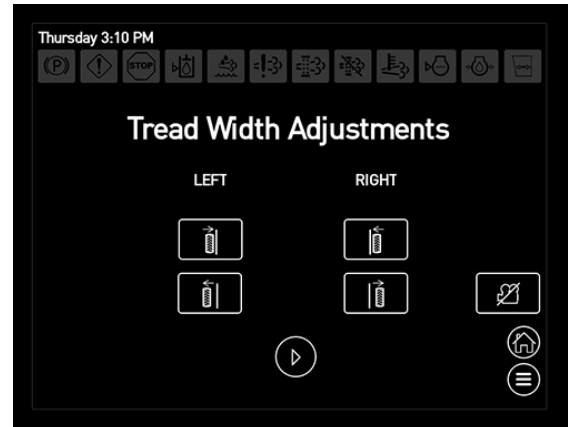 Thursday 3:10 PM
(P) STOP
Tread Width Adjustments
LEFT RIGHT